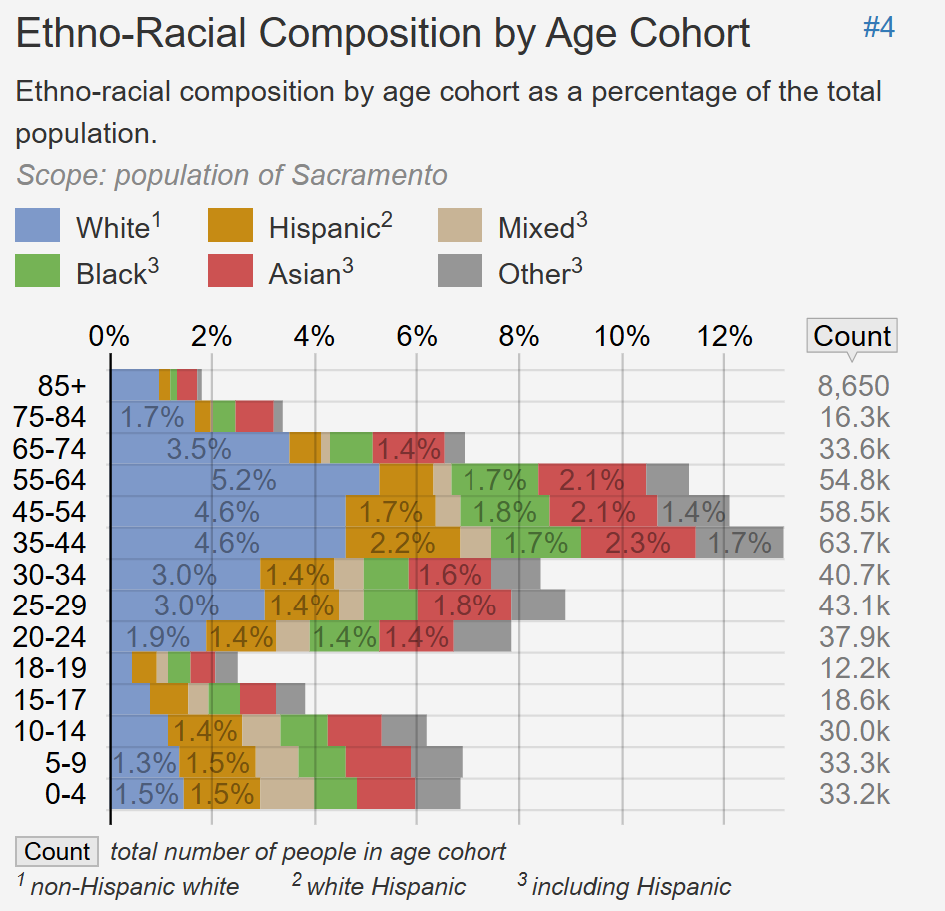 Ethno-Racial Composition by Age Cohort #4
Ethno-racial composition by age cohort as a percentage of the total
population.
Scope: population of Sacramento
White¹ Hispanic² Mixed³
Black³ Asian³ Other³
0% 2% 4% 6% 8% 10% 12% Count
85+ 8,650
75-84 1.7% 16.3k
65-74 3.5% 1.4% 33.6k
55-64 5.2% 1.7% 2.1% 54.8k
45-54 4.6% 1.7% 1.8% 2.1% 1.4% 58.5k
35-44 4.6% 2.2% 1.7% 2.3% 1.7% 63.7k
30-34 3.0% 1.4% 1.6% 40.7k
25-29 3.0% 1.4% 1.8% 43.1k
20-24 1.9% 1.4% 1.4% 1.4% 37.9k
18-19 12.2k
15-17 18.6k
10-14 1.4% 30.0k
5-9 1.3% 1.5% 33.3k
0-4 1.5% 1.5% 33.2k
Count total number of people in age cohort
¹ non-Hispanic white ² white Hispanic ³ including Hispanic